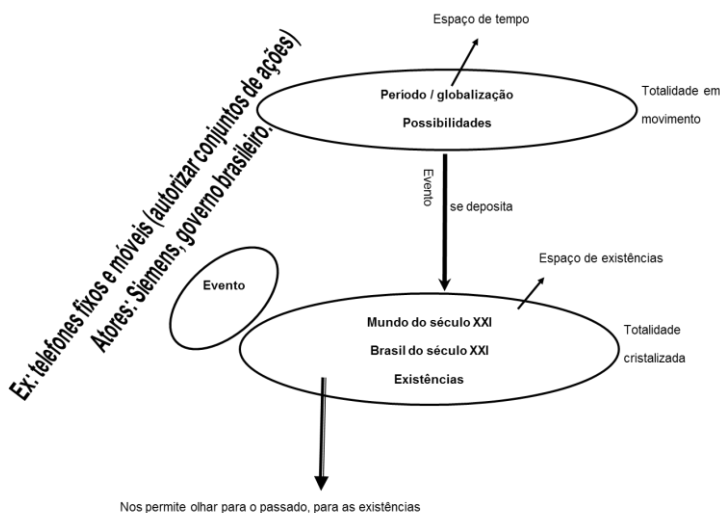 Espaço de tempo
Ex: telefones fixos e móveis (autorizar conjuntos de ações)
Atores: Siemens, governo brasileiro.
Período / globalização
Possibilidades
Totalidade em
movimento
Evento
se deposita
Espaço de existências
Evento
Mundo do século XXI
Brasil do século XXI
Existências
Totalidade
cristalizada
Nos permite olhar para o passado, para as existências